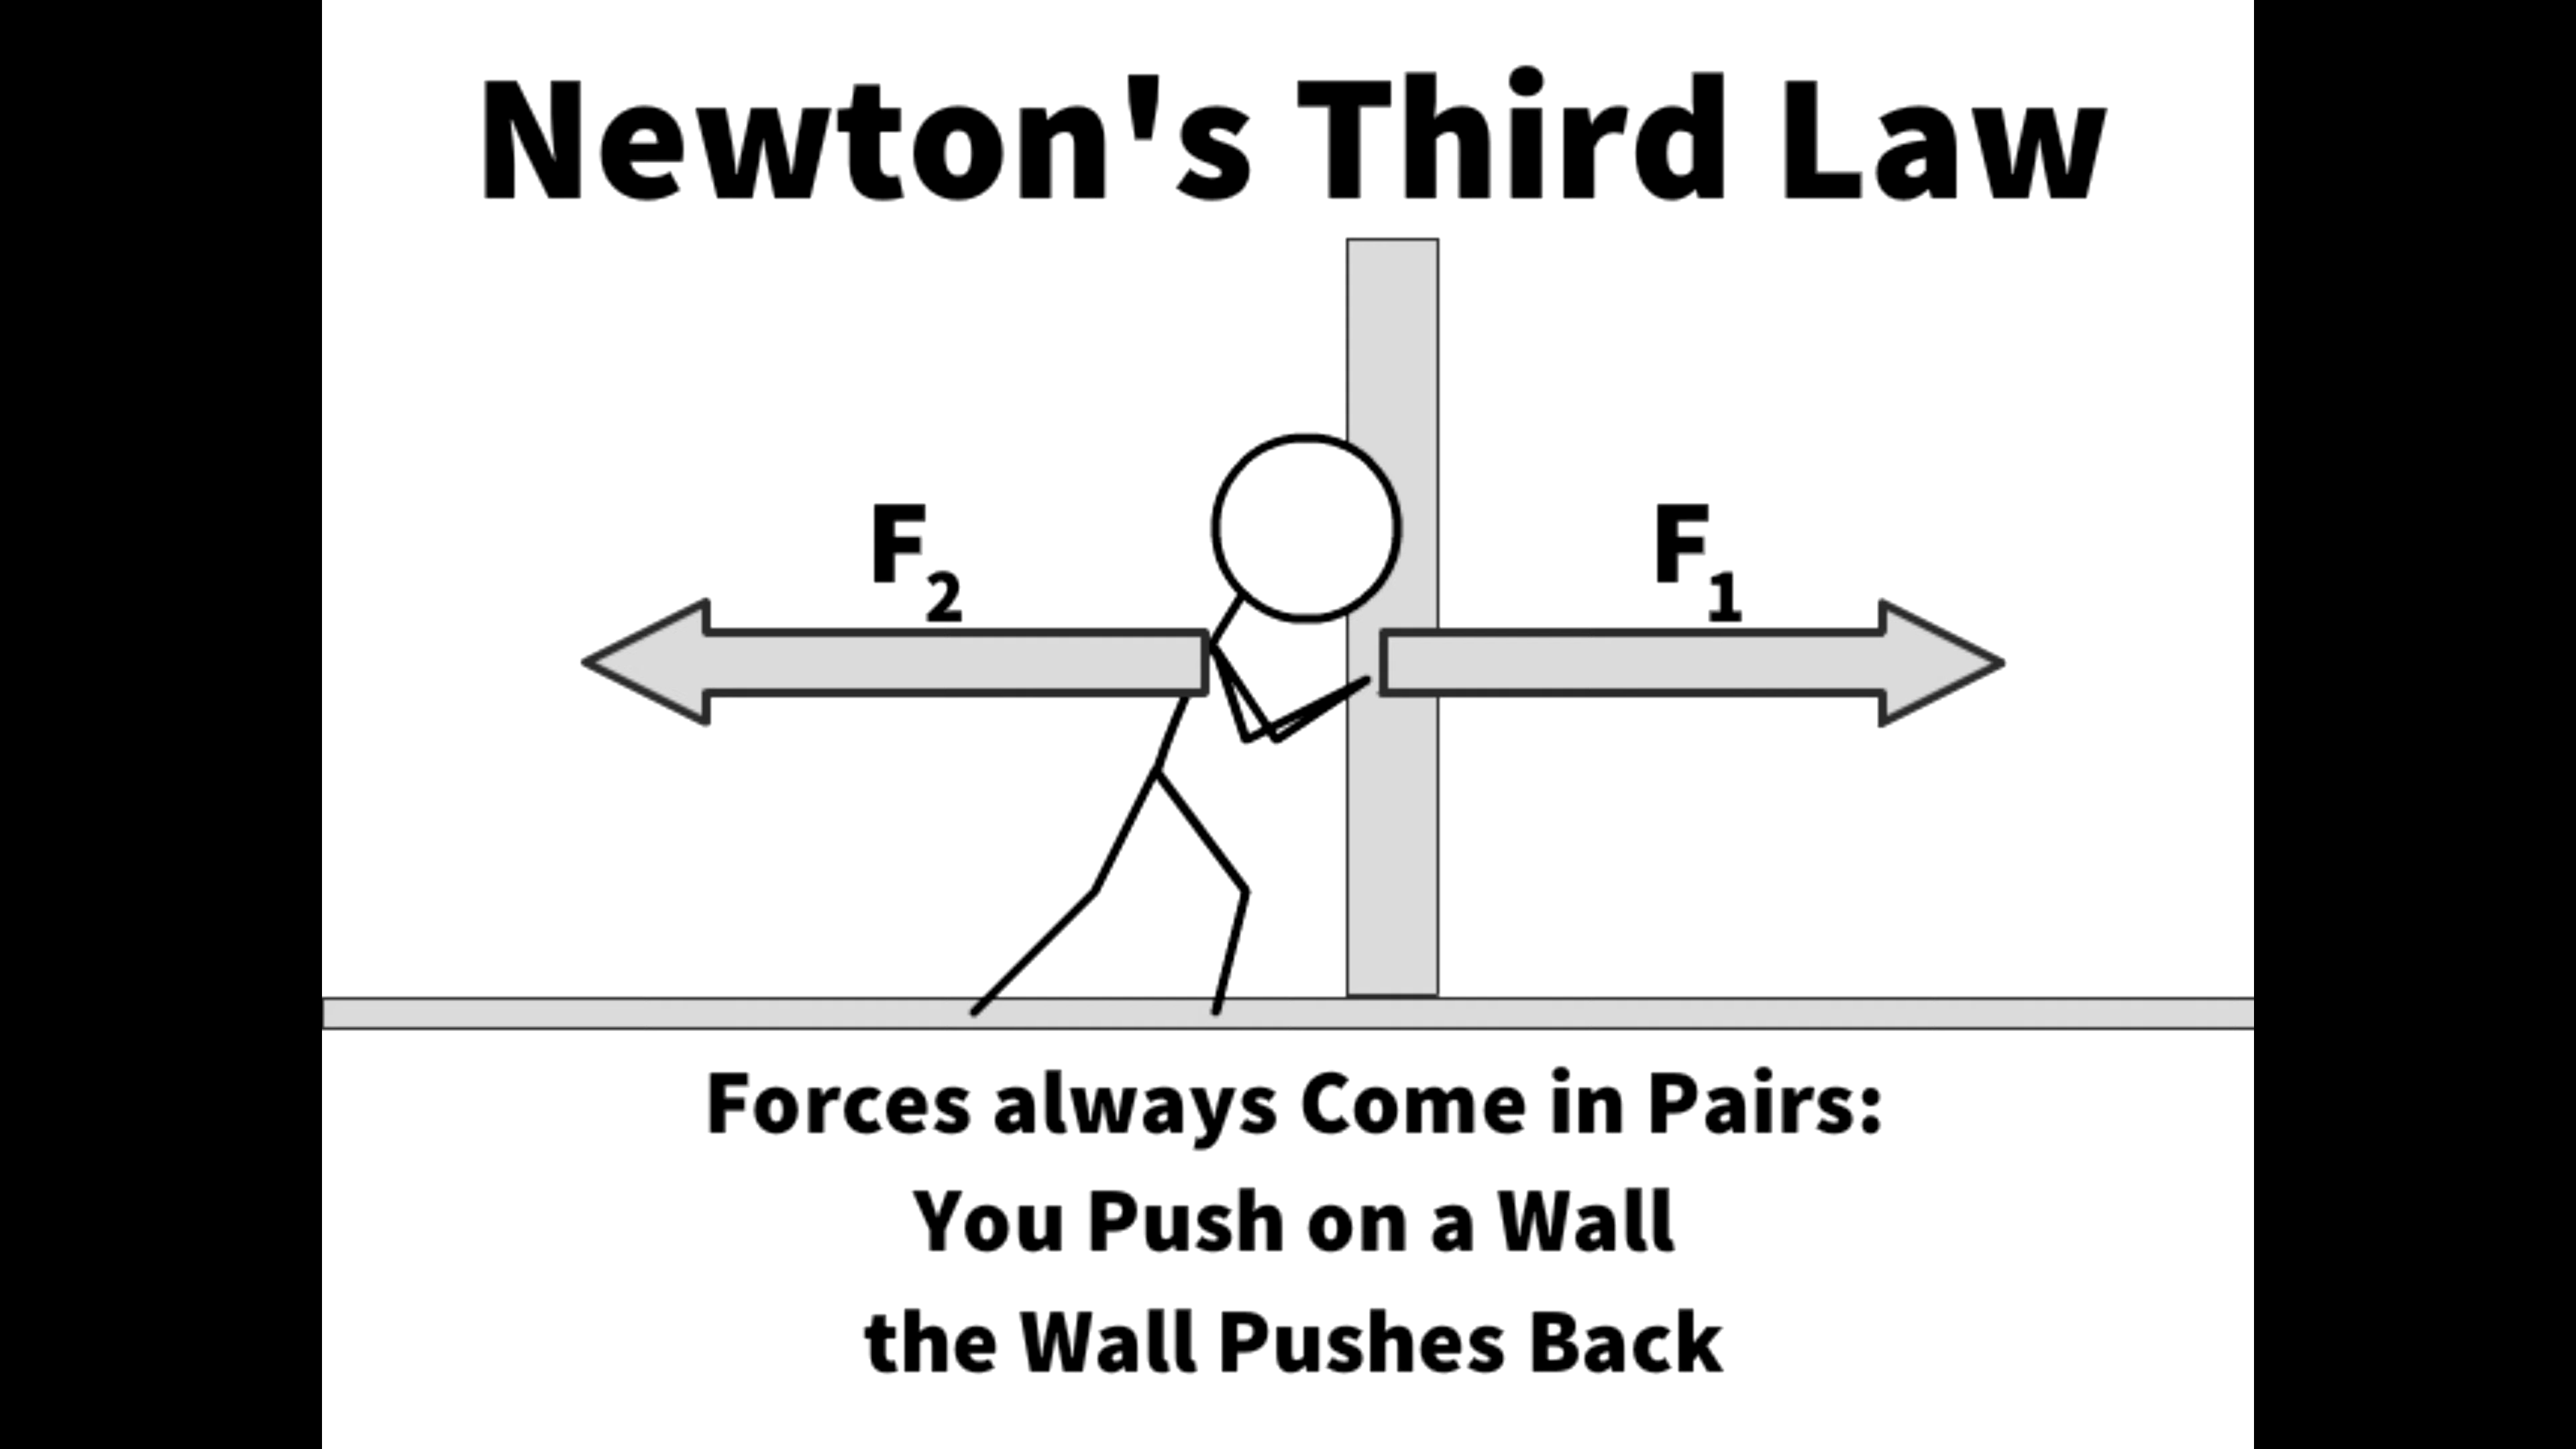 Newton's Third Law
F2 F1
Forces always Come in Pairs:
You Push on a Wall
the Wall Pushes Back